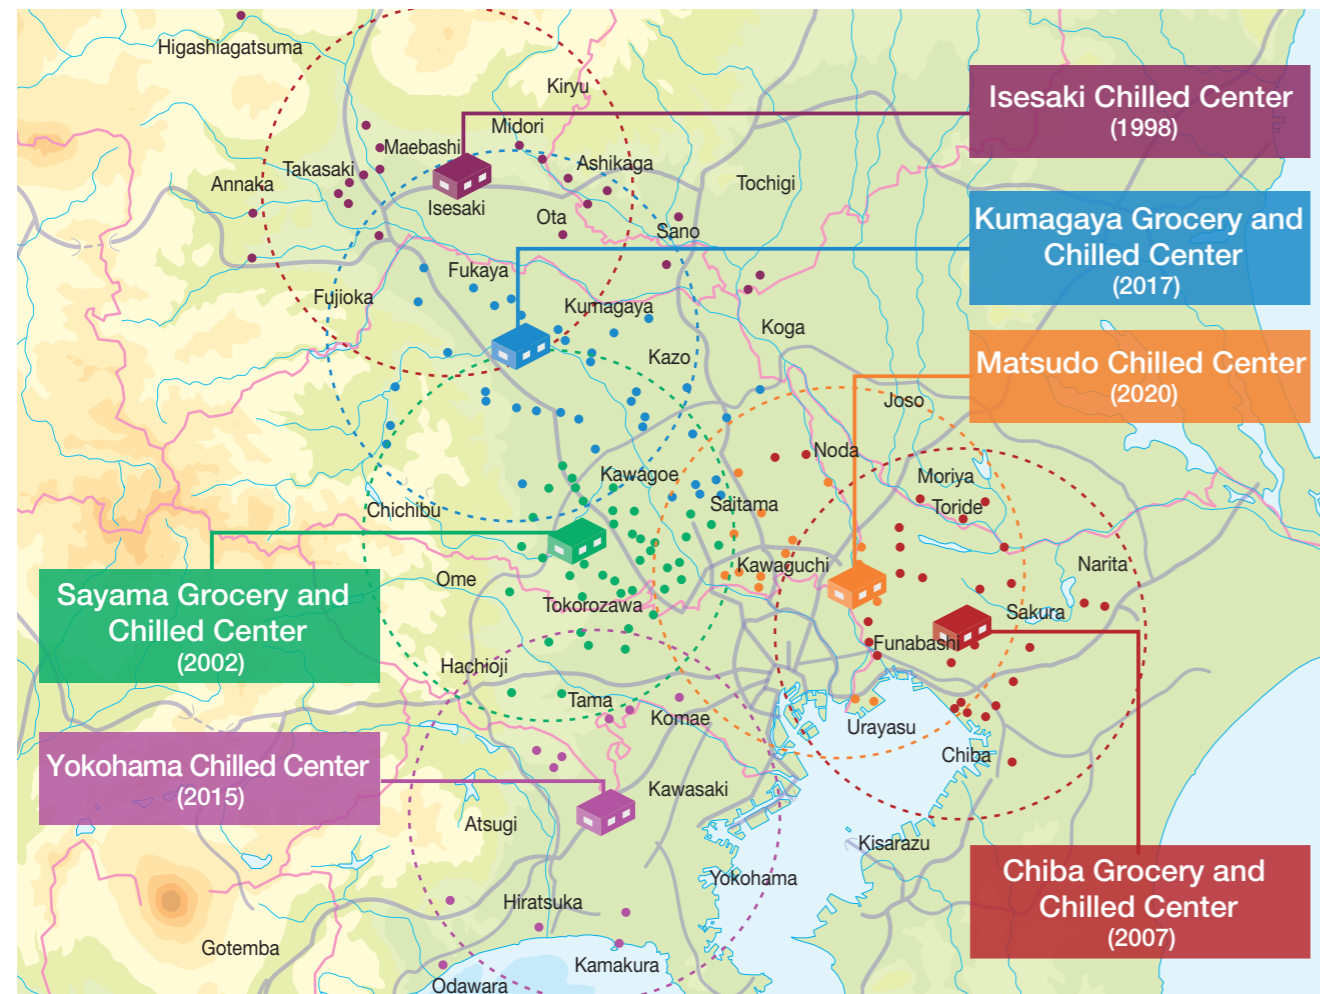 Higashiagatsuma
Kiryu
Isesaki Chilled Center
(1998)
Midori
Maebashi
Takasaki
Ashikaga
Annaka
Tochigi
Isesaki
Ota
Sano
Kumagaya Grocery and
Chilled Center
(2017)
Fukaya
Fujioka
Kumagaya
Koga
Kazo
Matsudo Chilled Center
(2020)
Joso
Noda
Kawagoe
Moriya
Saitama
Toride
Chichibu
Kawaguchi
Narita
Ome
Tokorozawa
Sakura
Sayama Grocery and
Chilled Center
(2002)
Funabashi
Hachioji
Tama
Komae
Urayasu
Chiba
Yokohama Chilled Center
(2015)
Kawasaki
Atsugi
Kisarazu
Yokohama
Chiba Grocery and
Chilled Center
(2007)
Hiratsuka
Gotemba
Kamakura
Odawara